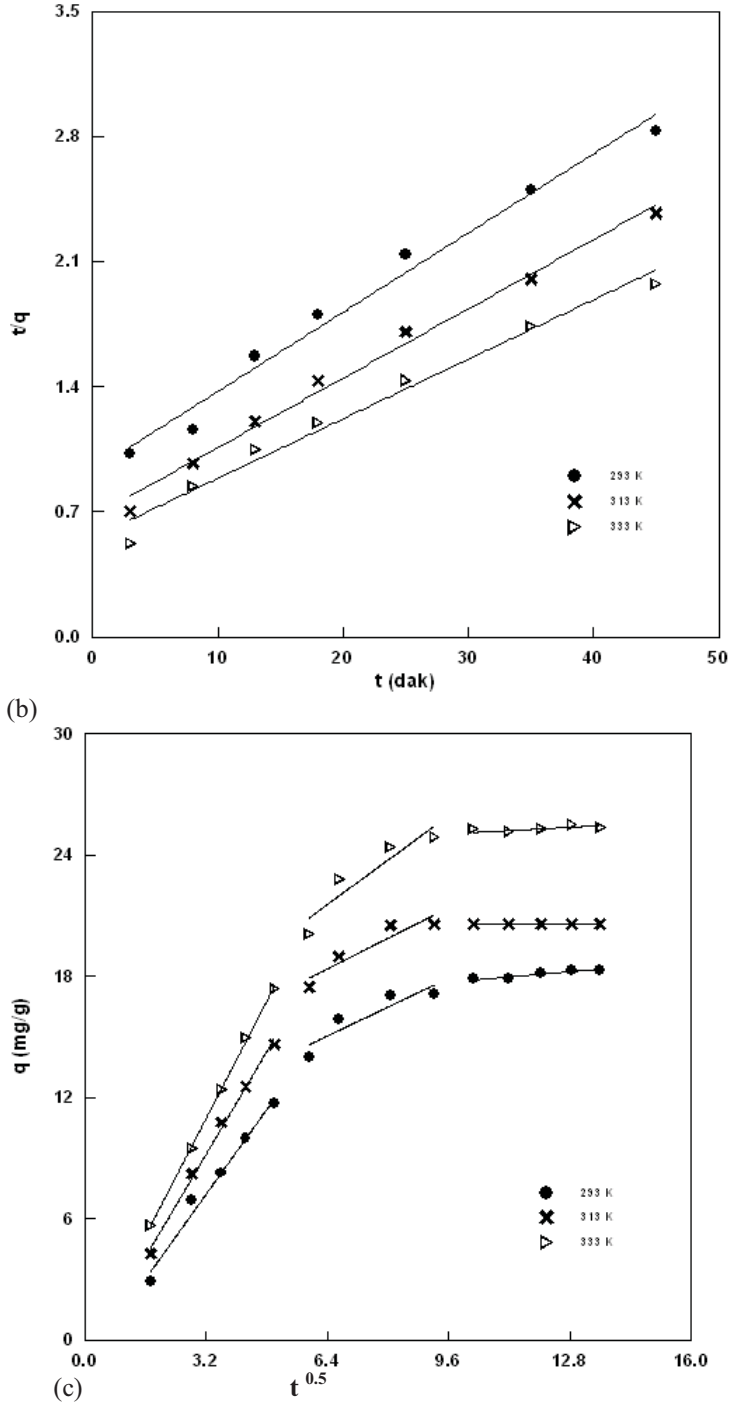 3.5
2.8
2.1
1.4
0.7
0.0
t/q
293 K
313 K
333 K
0 10 20 30 40 50
t (dak)
(b)
30
24
18
12
6
0
q (mg/g)
293 K
313 K
333 K
0.0 3.2 6.4 9.6 12.8 16.0
t 0.5
(c)